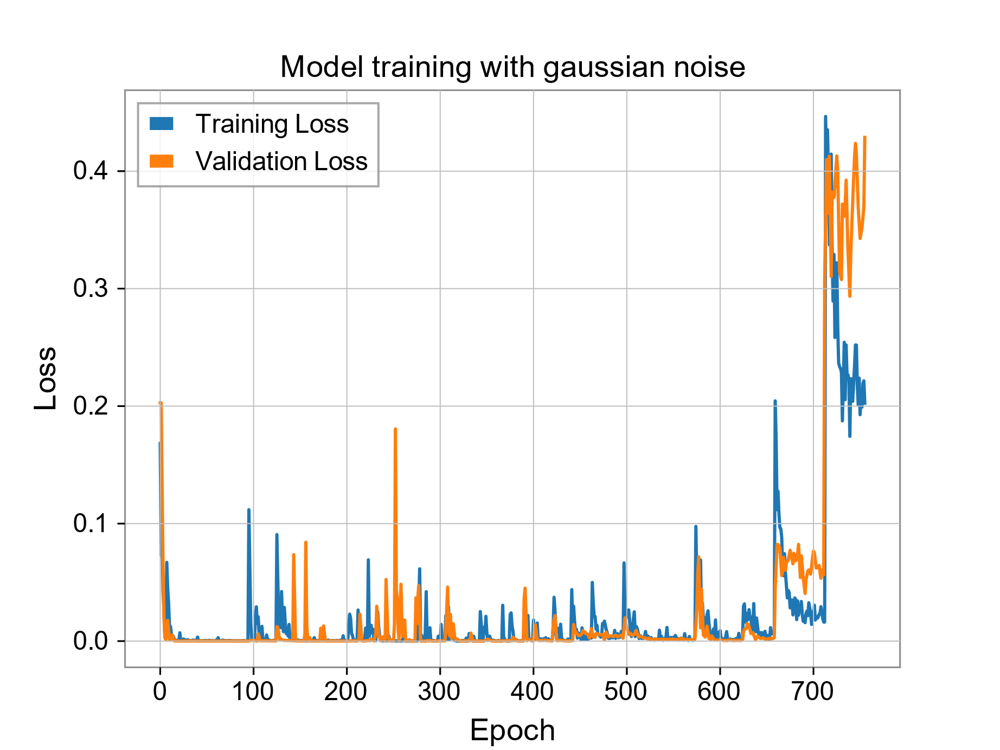 Model training with gaussian noise
Training Loss
Validation Loss
0.4
0.3
0.2
0.1
0.0
Loss
0 100 200 300 400 500 600 700
Epoch